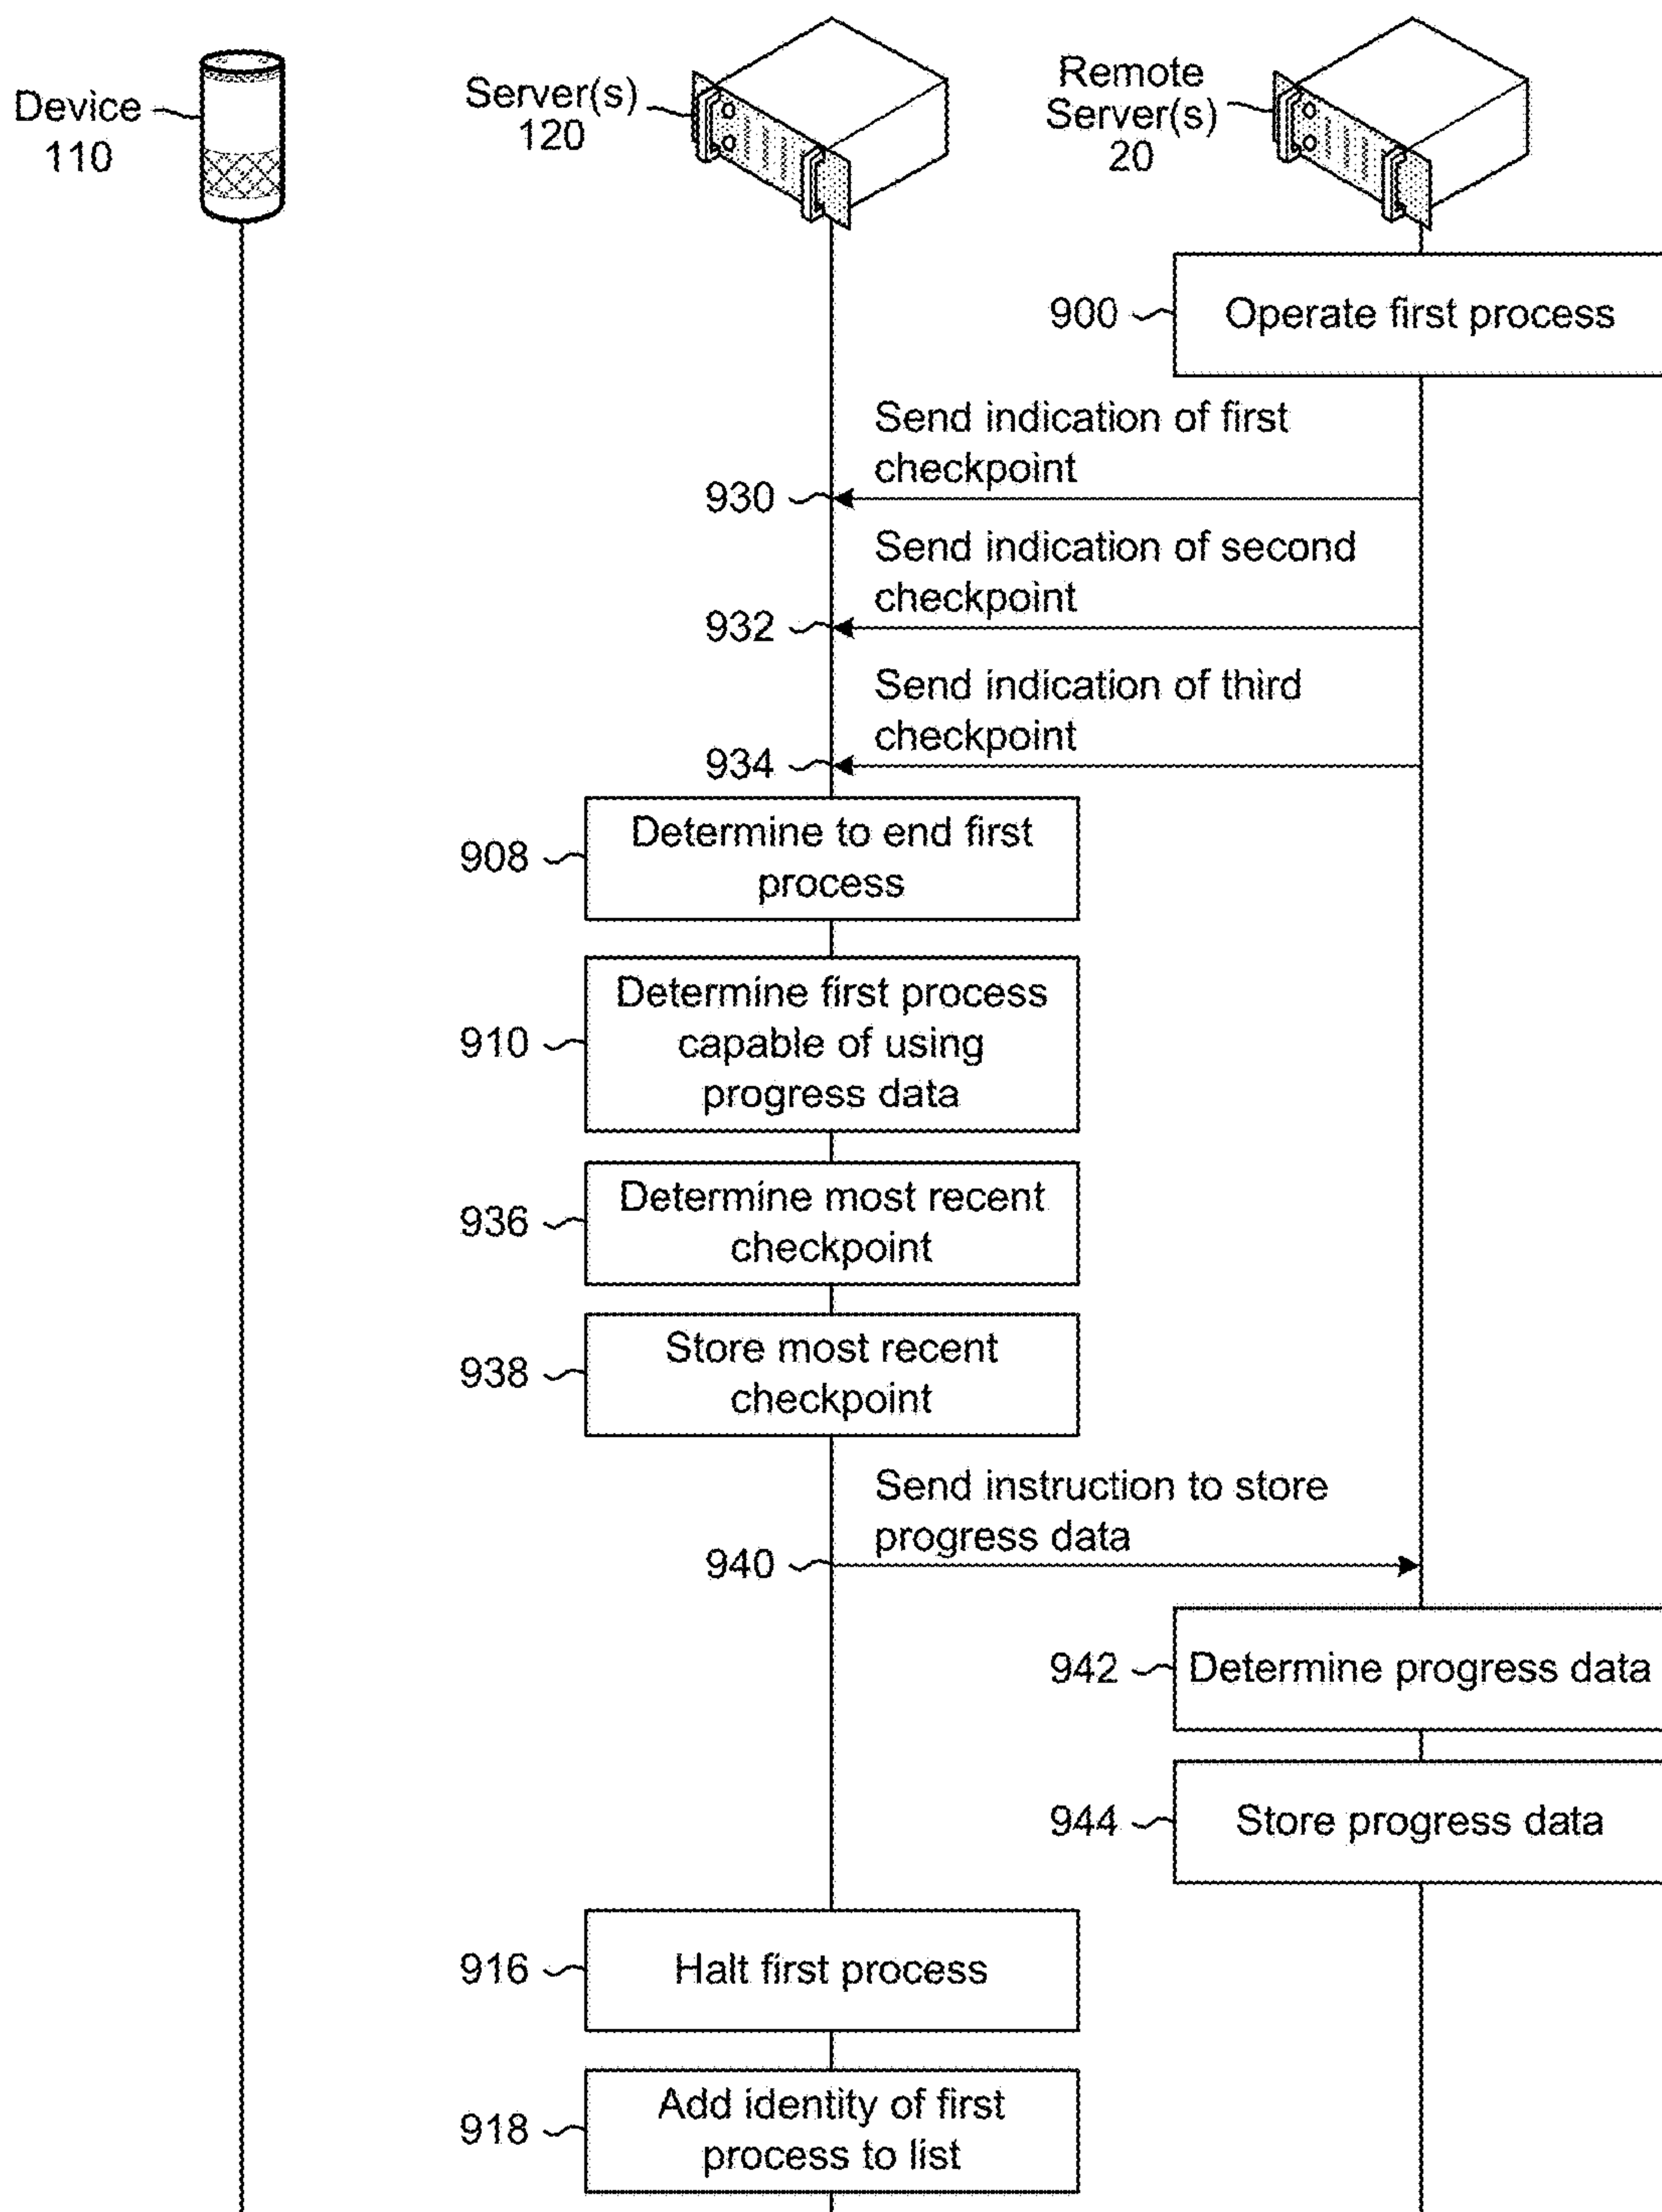 Device
110
Server(s)
120
Remote
Server(s)
20
900
Operate first process
Send indication of first
checkpoint
930
Send indication of second
checkpoint
932
Send indication of third
checkpoint
934
908
Determine to end first
process
910
Determine first process
capable of using
progress data
936
Determine most recent
checkpoint
938
Store most recent
checkpoint
Send instruction to store
progress data
940
942
Determine progress data
944
Store progress data
916
Halt first process
918
Add identity of first
process to list